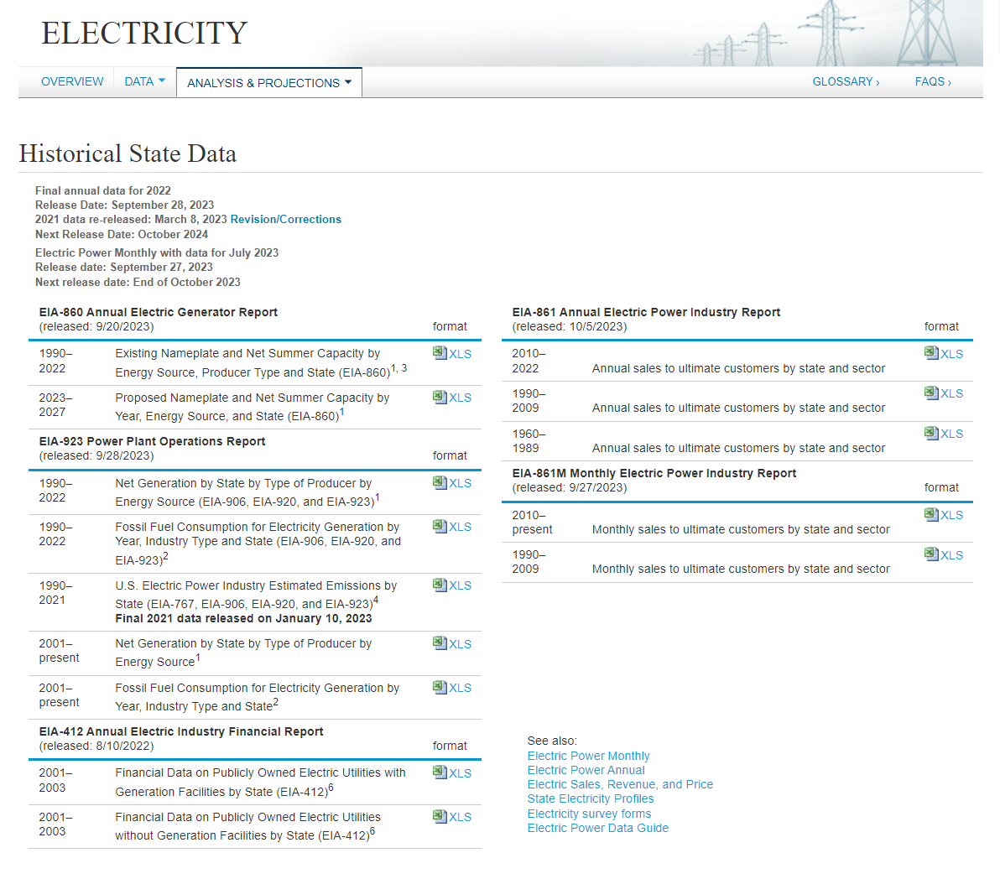 ELECTRICITY
OVERVIEW DATA ANALYSIS & PROJECTIONS GLOSSARY › FAQS ›
Historical State Data
Final annual data for 2022
Release Date: September 28, 2023
2021 data re-released: March 8, 2023 Revision/Corrections
Next Release Date: October 2024
Electric Power Monthly with data for July 2023
Release date: September 27, 2023
Next release date: End of October 2023
EIA-860 Annual Electric Generator Report
(released: 9/20/2023) format
1990– Existing Nameplate and Net Summer Capacity by XLS
2022 Energy Source, Producer Type and State (EIA-860)1, 3
2023– Proposed Nameplate and Net Summer Capacity by XLS
2027 Year, Energy Source, and State (EIA-860)1
EIA-923 Power Plant Operations Report
(released: 9/28/2023) format
1990– Net Generation by State by Type of Producer by XLS
2022 Energy Source (EIA-906, EIA-920, and EIA-923)1
1990– Fossil Fuel Consumption for Electricity Generation by XLS
2022 Year, Industry Type and State (EIA-906, EIA-920, and
EIA-923)2
1990– U.S. Electric Power Industry Estimated Emissions by XLS
2021 State (EIA-767, EIA-906, EIA-920, and EIA-923)4
Final 2021 data released on January 10, 2023
2001– Net Generation by State by Type of Producer by XLS
present Energy Source1
2001– Fossil Fuel Consumption for Electricity Generation by XLS
present Year, Industry Type and State2
EIA-412 Annual Electric Industry Financial Report
(released: 8/10/2022) format
2001– Financial Data on Publicly Owned Electric Utilities with XLS
2003 Generation Facilities by State (EIA-412)6
2001– Financial Data on Publicly Owned Electric Utilities XLS
2003 without Generation Facilities by State (EIA-412)6
EIA-861 Annual Electric Power Industry Report
(released: 10/5/2023) format
2010– XLS
2022 Annual sales to ultimate customers by state and sector
1990– XLS
2009 Annual sales to ultimate customers by state and sector
1960– XLS
1989 Annual sales to ultimate customers by state and sector
EIA-861M Monthly Electric Power Industry Report
(released: 9/27/2023) format
2010– XLS
present Monthly sales to ultimate customers by state and sector
1990– XLS
2009 Monthly sales to ultimate customers by state and sector
See also:
Electric Power Monthly
Electric Power Annual
Electric Sales, Revenue, and Price
State Electricity Profiles
Electricity survey forms
Electric Power Data Guide